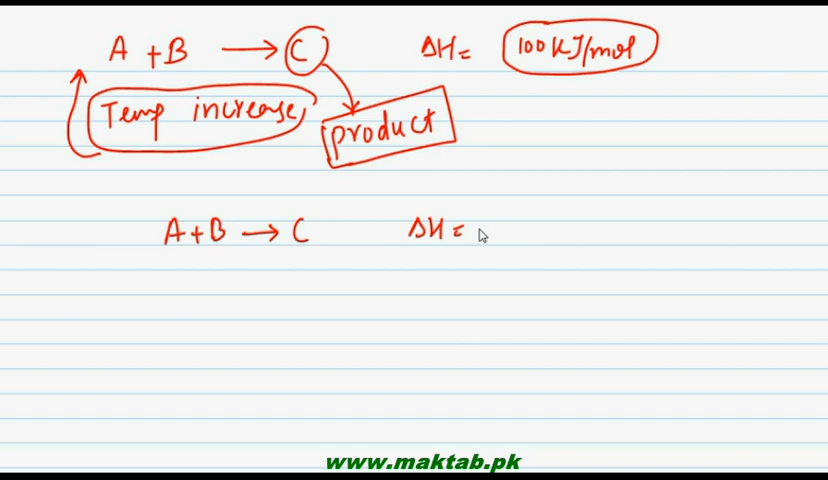 A + B → C ΔH = 100 kJ/mol
Temp increase, product
A + B → C ΔH =
www.maktab.pk